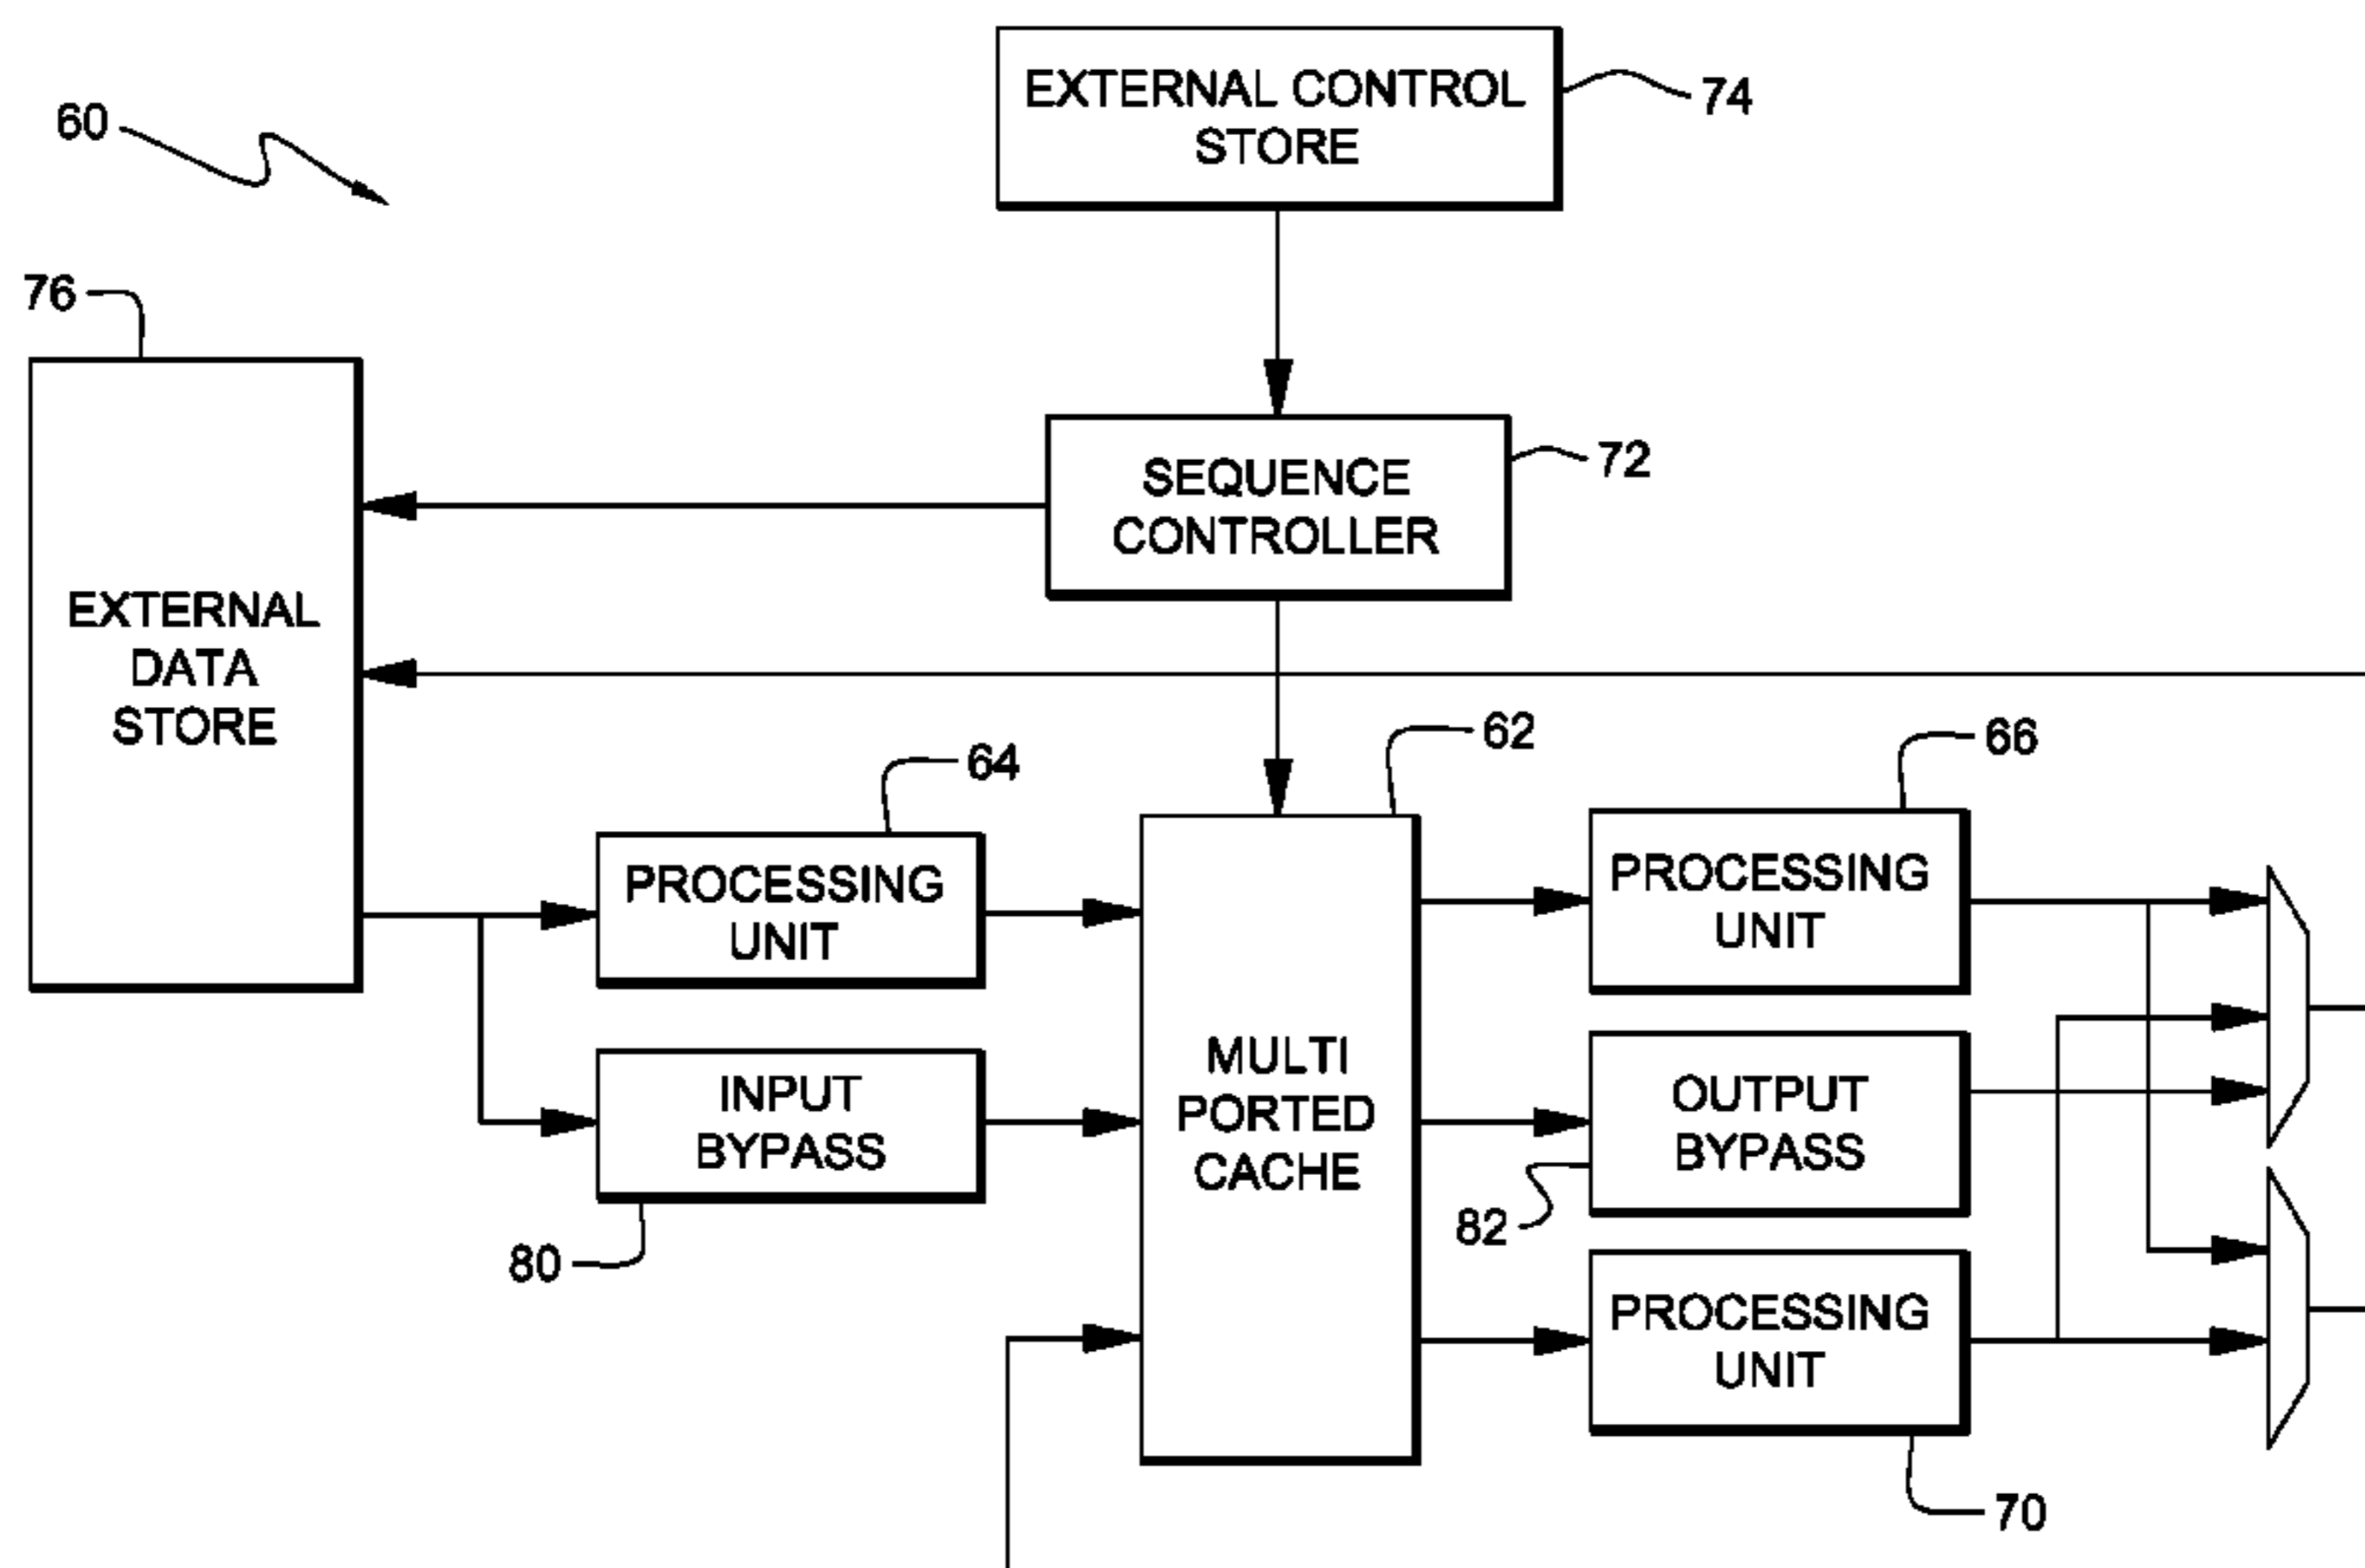 EXTERNAL CONTROL
STORE
74
60
76
SEQUENCE
CONTROLLER
72
EXTERNAL
DATA
STORE
62
66
64
PROCESSING
UNIT
PROCESSING
UNIT
MULTI
PORTED
CACHE
INPUT
BYPASS
OUTPUT
BYPASS
82
80
PROCESSING
UNIT
70